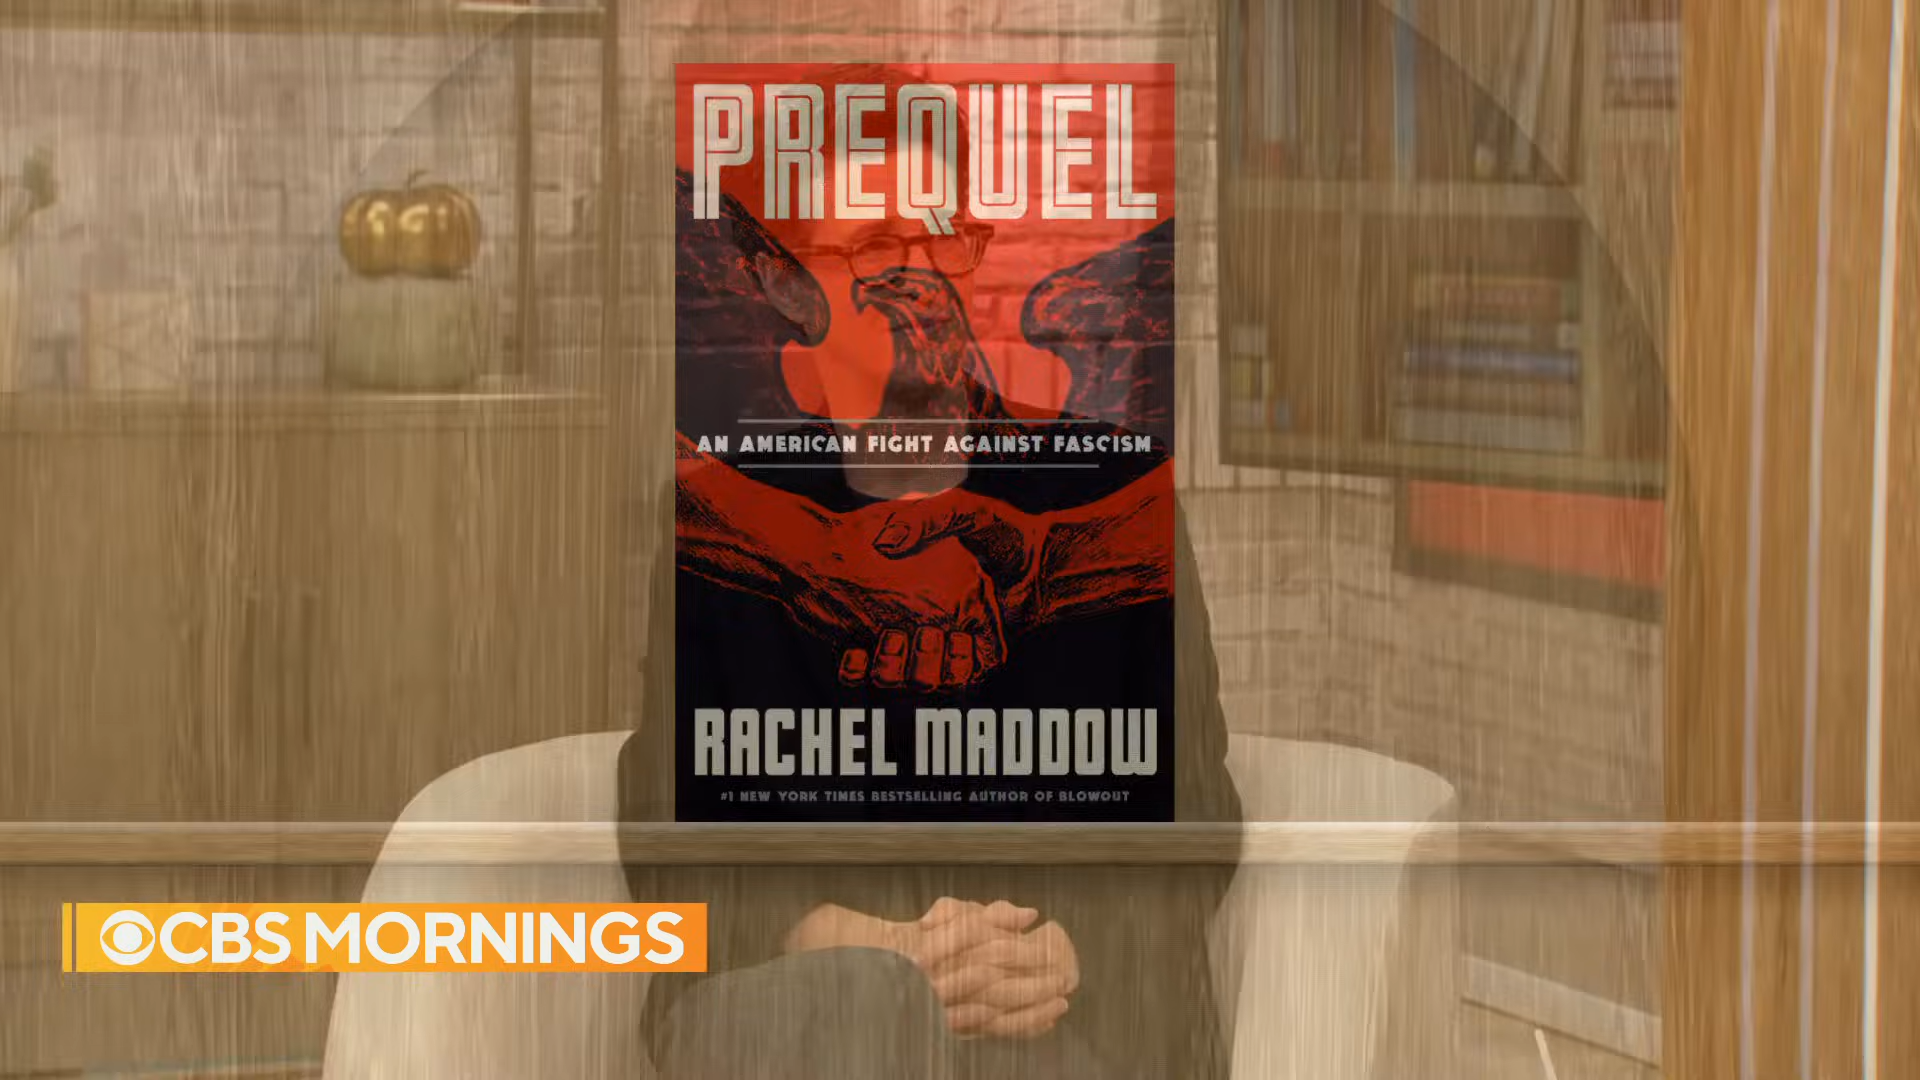 PREQUEL
AN AMERICAN FIGHT AGAINST FASCISM
RACHEL MADDOW
#1 NEW YORK TIMES BESTSELLING AUTHOR OF BLOWOUT
CBS MORNINGS